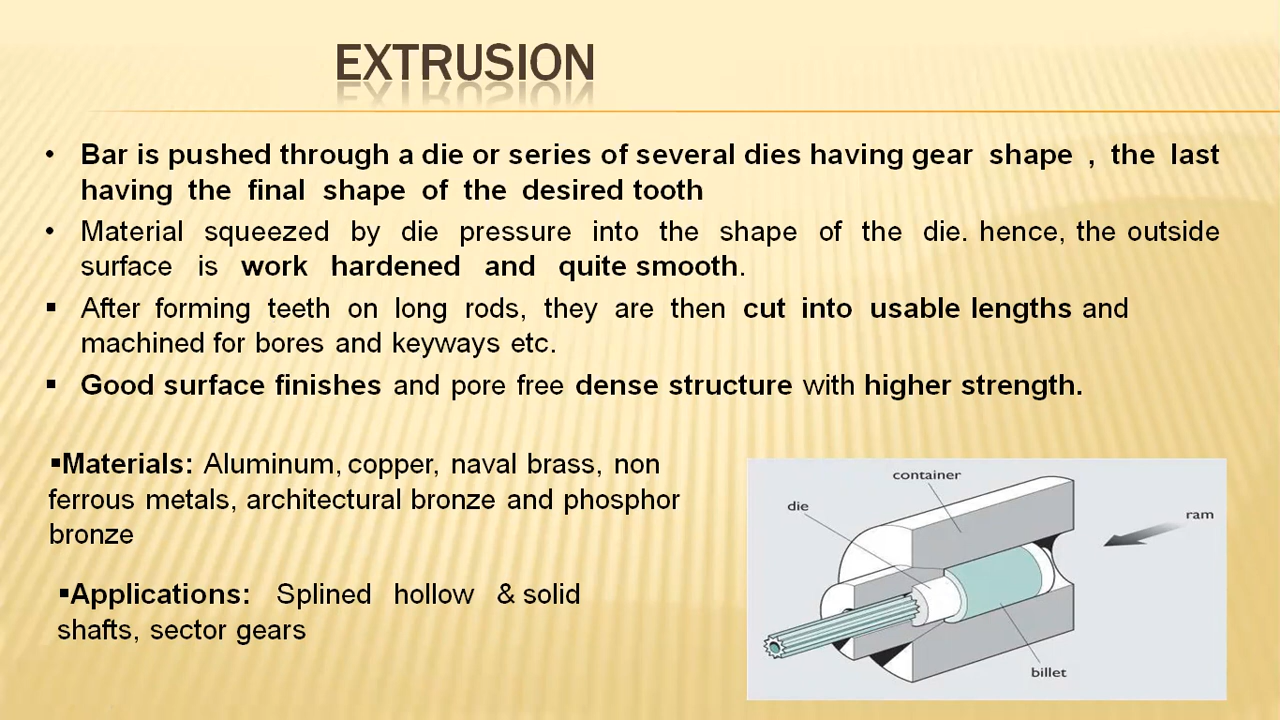 EXTRUSION
• Bar is pushed through a die or series of several dies having gear shape , the last
having the final shape of the desired tooth
• Material squeezed by die pressure into the shape of the die. hence, the outside
surface is work hardened and quite smooth.
▪ After forming teeth on long rods, they are then cut into usable lengths and
machined for bores and keyways etc.
▪ Good surface finishes and pore free dense structure with higher strength.
▪Materials: Aluminum, copper, naval brass, non
ferrous metals, architectural bronze and phosphor
bronze
▪Applications: Splined hollow & solid
shafts, sector gears
container
die
ram
billet